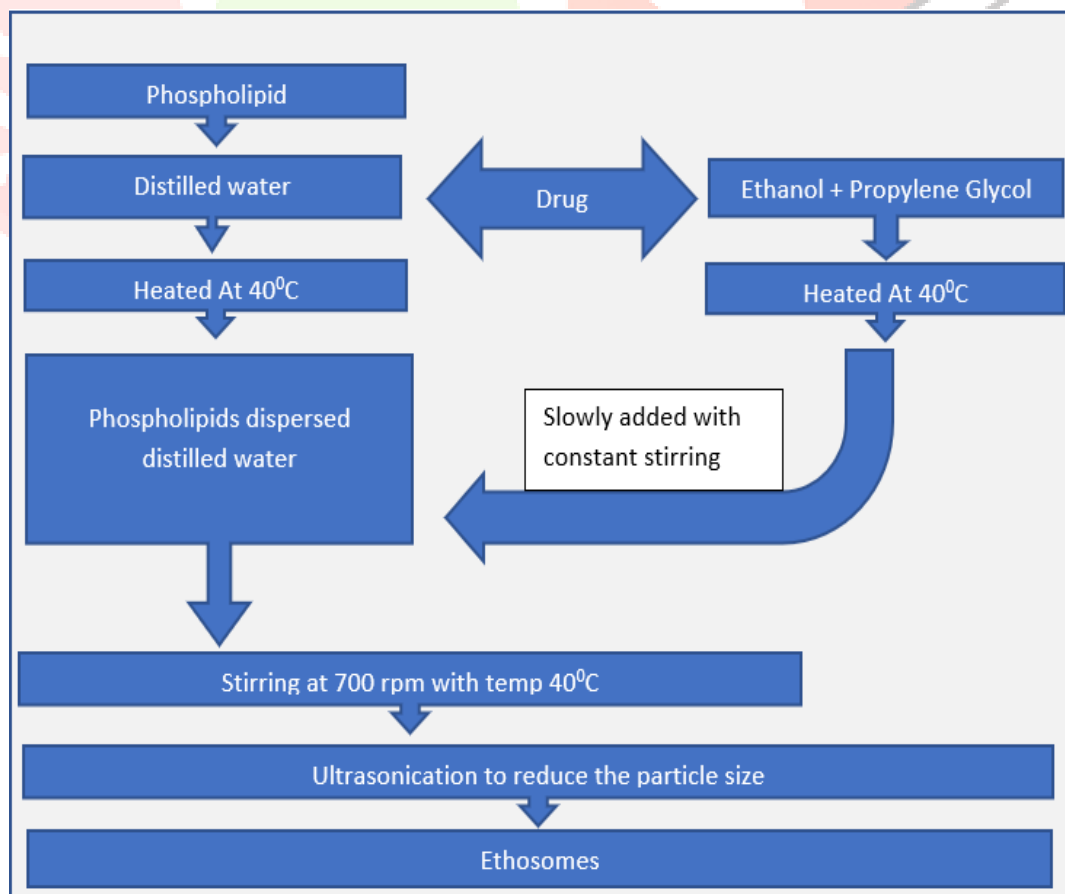 Phospholipid
Distilled water
Drug
Ethanol + Propylene Glycol
Heated At 40⁰C
Heated At 40⁰C
Phospholipids dispersed
distilled water
Slowly added with
constant stirring
Stirring at 700 rpm with temp 40⁰C
Ultrasonication to reduce the particle size
Ethosomes